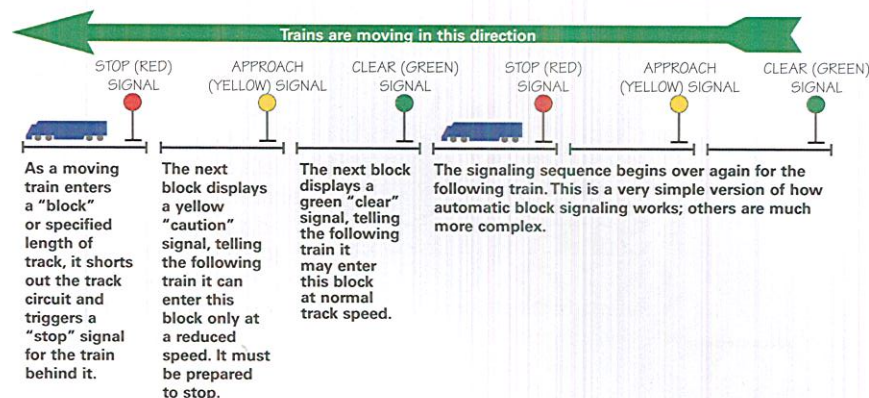 Trains are moving in this direction
STOP (RED)
SIGNAL
APPROACH
(YELLOW) SIGNAL
CLEAR (GREEN)
SIGNAL
STOP (RED)
SIGNAL
APPROACH
(YELLOW) SIGNAL
CLEAR (GREEN)
SIGNAL
As a moving
train enters
a “block”
or specified
length of
track, it shorts
out the track
circuit and
triggers a
“stop” signal
for the train
behind it.
The next
block displays
a yellow
“caution”
signal, telling
the following
train it can
enter this
block only at
a reduced
speed. It must
be prepared
to stop.
The next block
displays a
green “clear”
signal, telling
the following
train it
may enter
this block
at normal
track speed.
The signaling sequence begins over again for the
following train. This is a very simple version of how
automatic block signaling works; others are much
more complex.